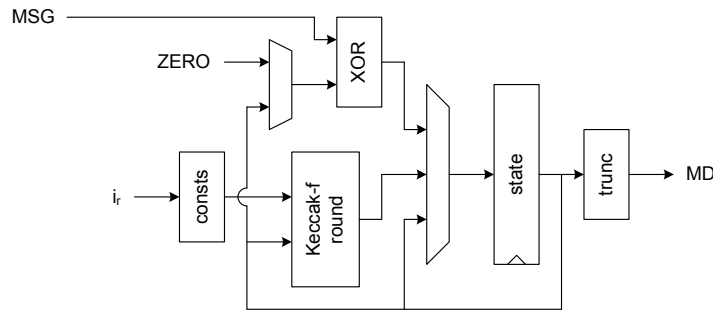 MSG
ZERO
XOR
i_r
consts
Keccak-f
round
state
trunc
MD